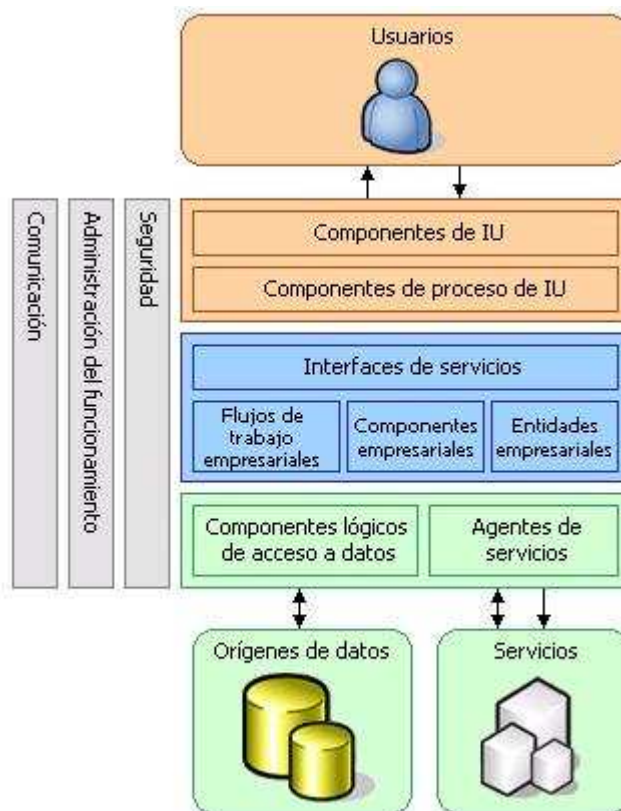 Usuarios
Comunicación
Administración del funcionamiento
Seguridad
Componentes de IU
Componentes de proceso de IU
Interfaces de servicios
Flujos de
trabajo
empresariales
Componentes
empresariales
Entidades
empresariales
Componentes lógicos
de acceso a datos
Agentes de
servicios
Orígenes de datos
Servicios